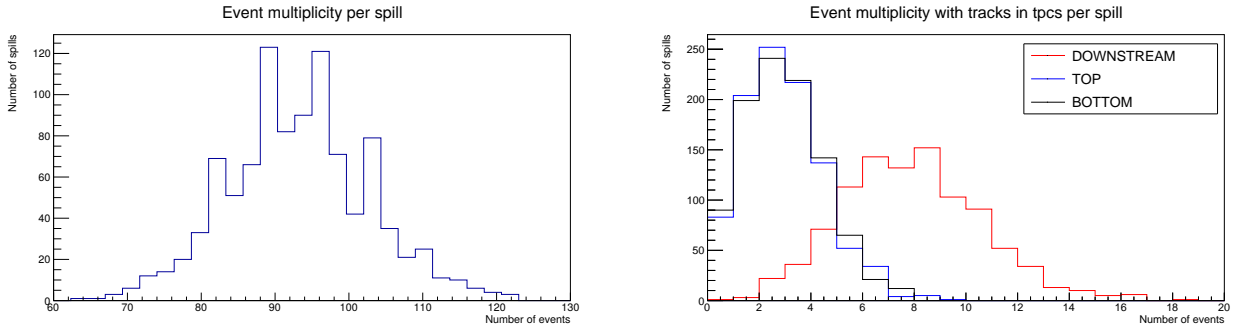 Event multiplicity per spill
Number of spills
120
100
80
60
40
20
0
60 70 80 90 100 110 120 130
Number of events
Event multiplicity with tracks in tpcs per spill
Number of spills
250
200
150
100
50
0
0 2 4 6 8 10 12 14 16 18 20
Number of events
DOWNSTREAM
TOP
BOTTOM